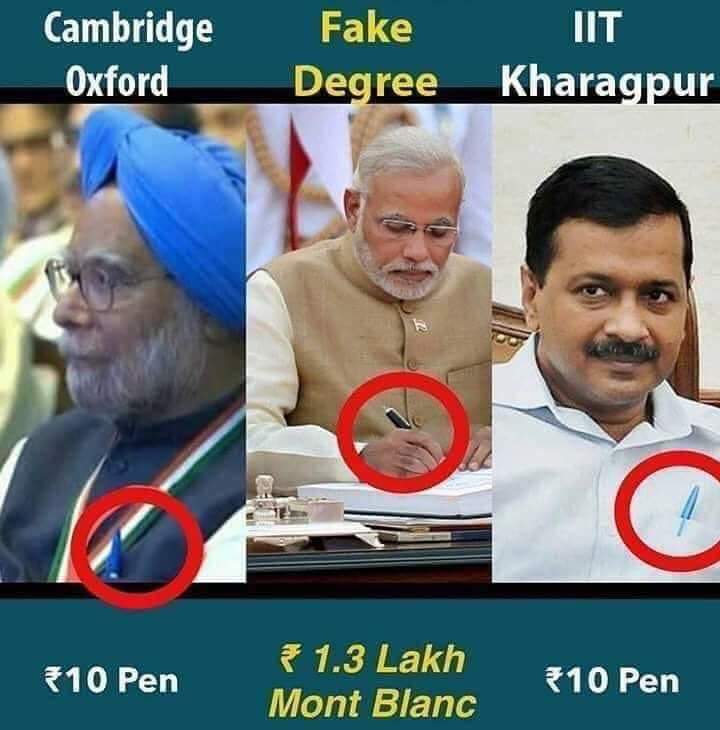 Cambridge
Oxford
Fake
Degree
IIT
Kharagpur
₹10 Pen
₹ 1.3 Lakh
Mont Blanc
₹10 Pen